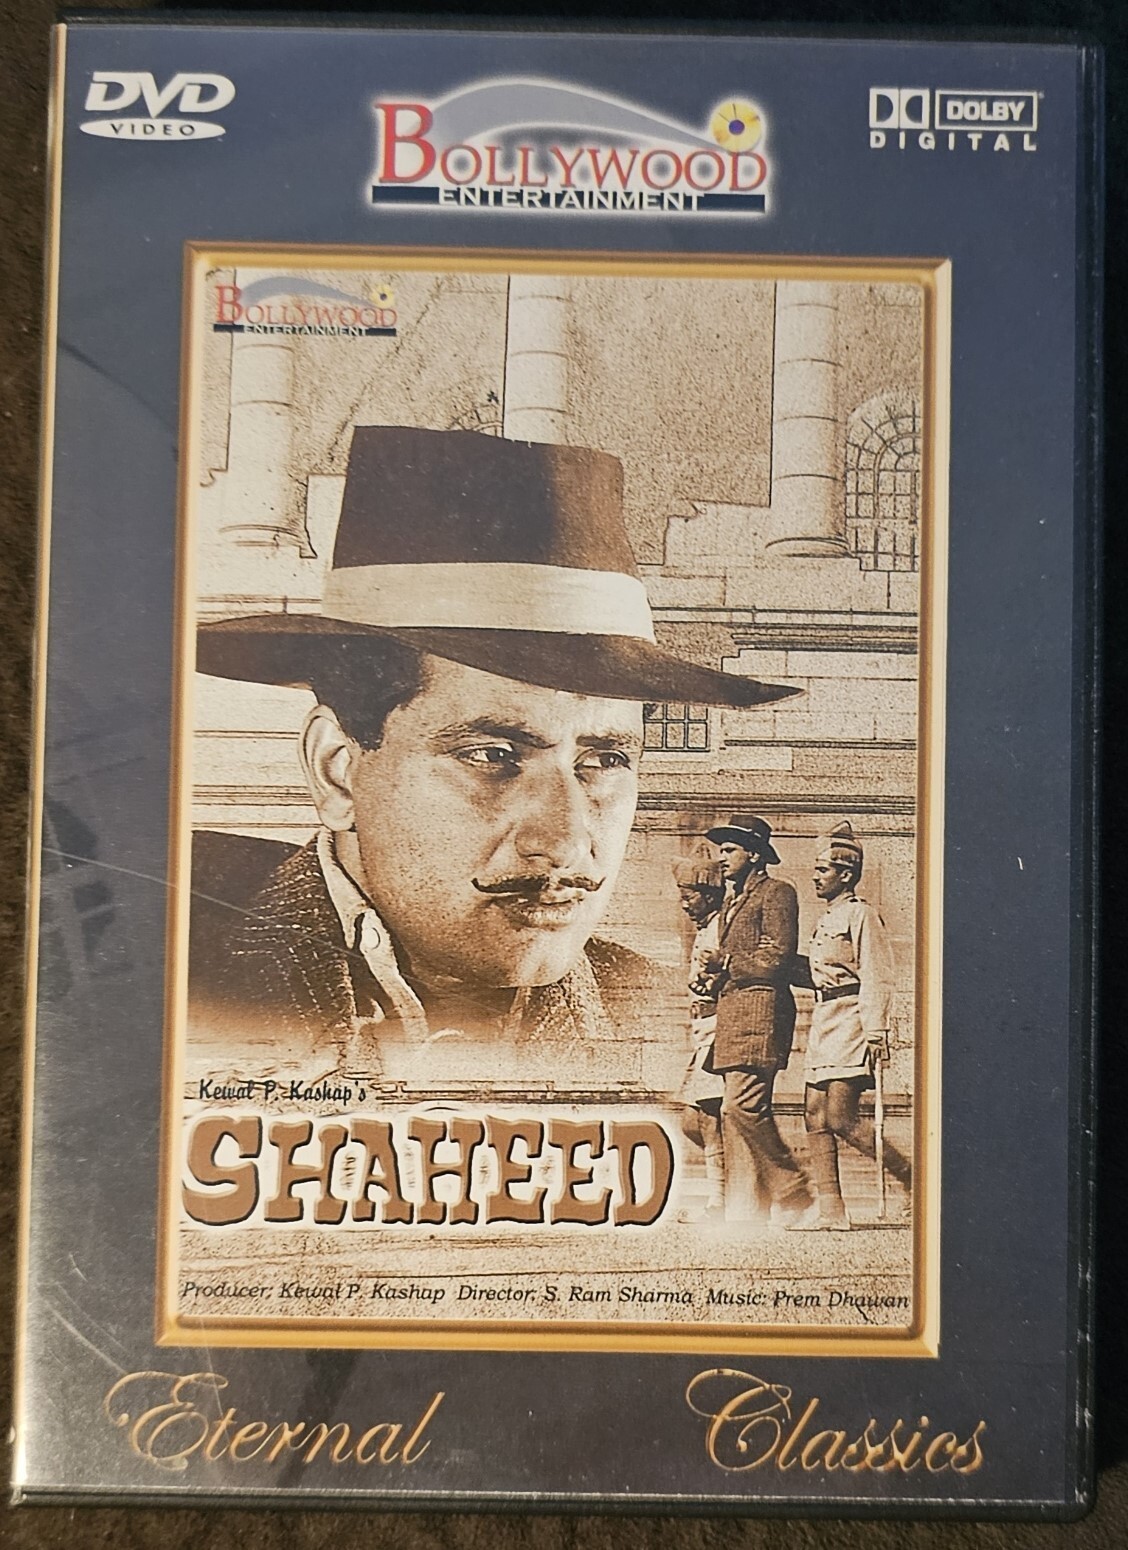 DVD
VIDEO
BOLLYWOOD
ENTERTAINMENT
DOLBY
DIGITAL
BOLLYWOOD
ENTERTAINMENT
Kewal P. Kashap's
SHAHEED
Producer: Kewal P. Kashap Director: S. Ram Sharma Music: Prem Dhawan
Eternal Classics